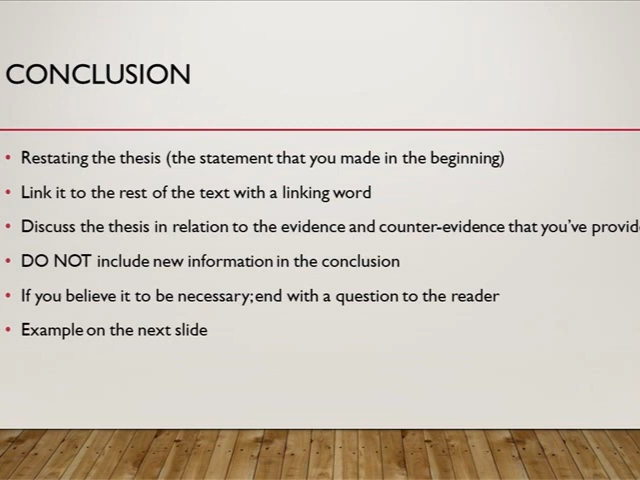 CONCLUSION
• Restating the thesis (the statement that you made in the beginning)
• Link it to the rest of the text with a linking word
• Discuss the thesis in relation to the evidence and counter-evidence that you've provide
• DO NOT include new information in the conclusion
• If you believe it to be necessary; end with a question to the reader
• Example on the next slide